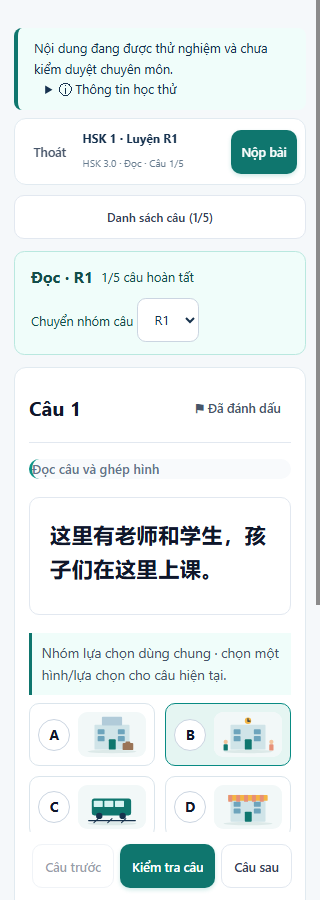 Nội dung đang được thử nghiệm và chưa
kiểm duyệt chuyên môn.
▶ ⓘ Thông tin học thử
Thoát
HSK 1 · Luyện R1
HSK 3.0 · Đọc · Câu 1/5
Nộp bài
Danh sách câu (1/5)
Đọc · R1 1/5 câu hoàn tất
Chuyển nhóm câu R1
Câu 1
⚑ Đã đánh dấu
Đọc câu và ghép hình
这里有老师和学生，孩
子们在这里上课。
Nhóm lựa chọn dùng chung · chọn một
hình/lựa chọn cho câu hiện tại.
A
B
C
D
Câu trước
Kiểm tra câu
Câu sau